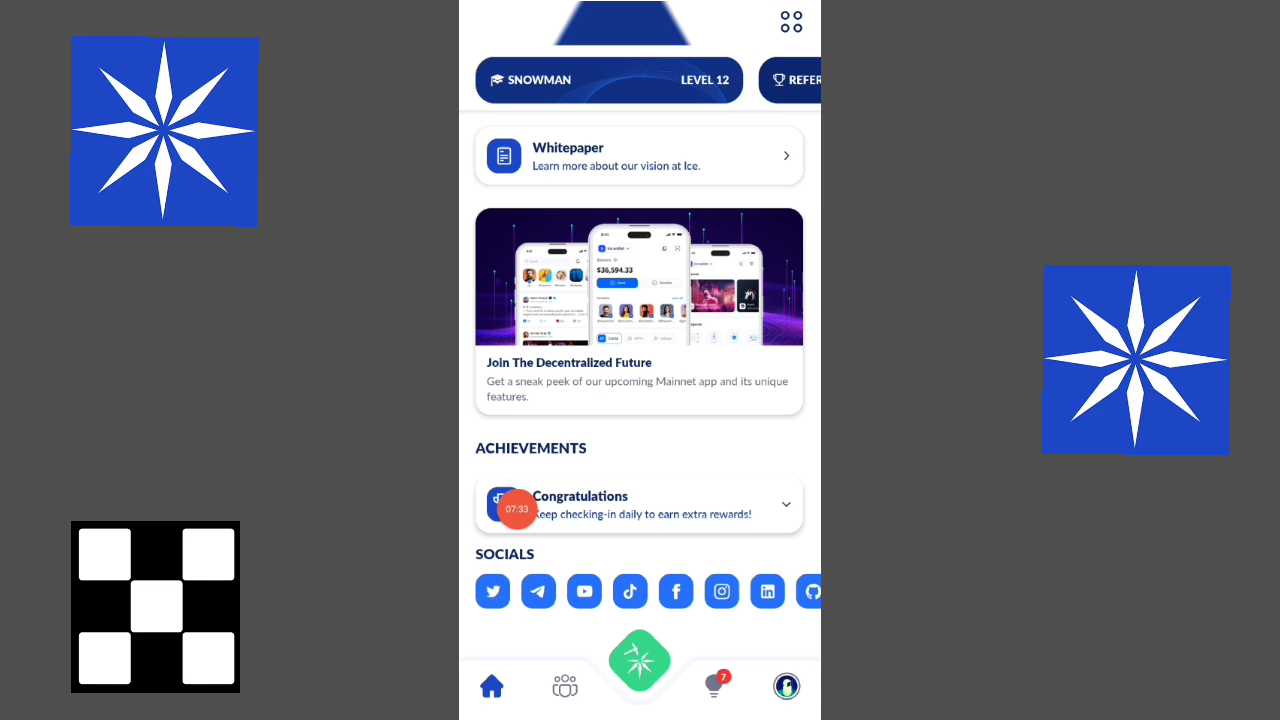 SNOWMAN
LEVEL 12
REFER
Whitepaper
Learn more about our vision at Ice.
$36,594.33
Join The Decentralized Future
Get a sneak peek of our upcoming Mainnet app and its unique
features.
ACHIEVEMENTS
Congratulations
Keep checking-in daily to earn extra rewards!
07:33
SOCIALS
7